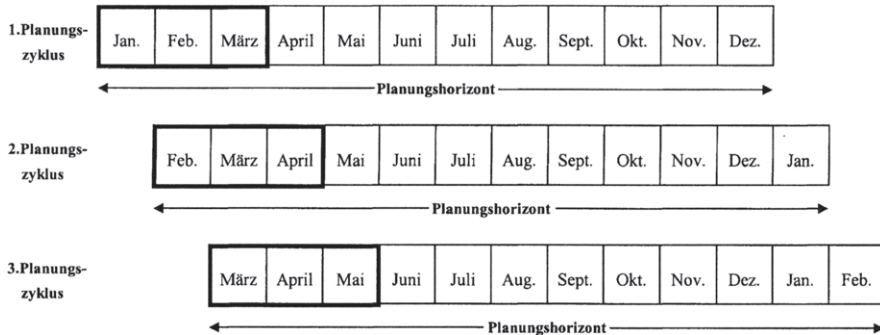 1.Planungs-
zyklus
Jan. Feb. März April Mai Juni Juli Aug. Sept. Okt. Nov. Dez.
Planungshorizont
2.Planungs-
zyklus
Feb. März April Mai Juni Juli Aug. Sept. Okt. Nov. Dez. Jan.
Planungshorizont
3.Planungs-
zyklus
März April Mai Juni Juli Aug. Sept. Okt. Nov. Dez. Jan. Feb.
Planungshorizont